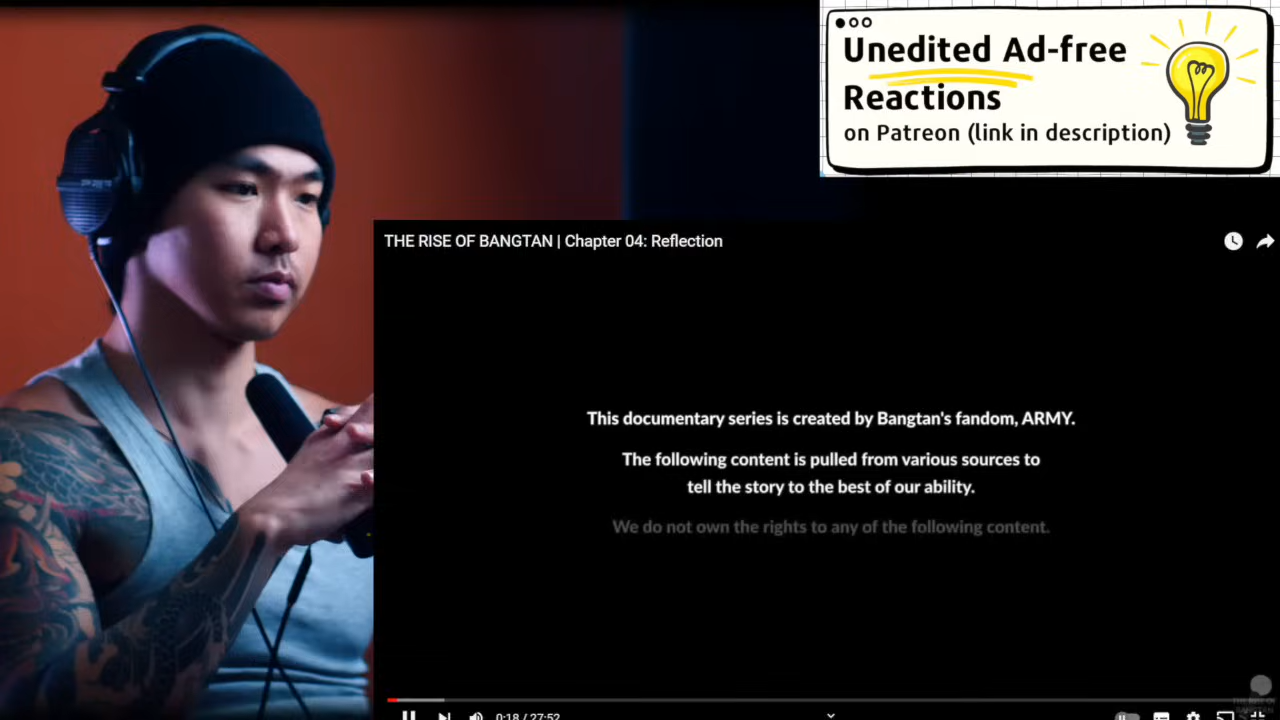 Unedited Ad-free
Reactions
on Patreon (link in description)
THE RISE OF BANGTAN | Chapter 04: Reflection
This documentary series is created by Bangtan's fandom, ARMY.
The following content is pulled from various sources to
tell the story to the best of our ability.
We do not own the rights to any of the following content.
0:18 / 27:52